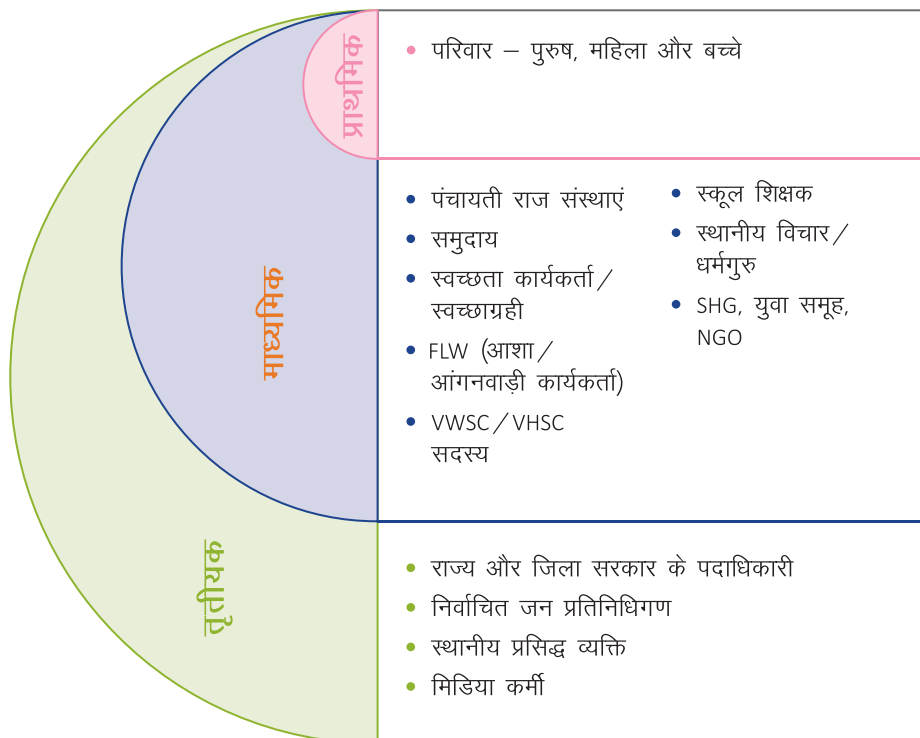 प्राथमिक
• परिवार – पुरुष, महिला और बच्चे
माध्यमिक
• पंचायती राज संस्थाएं
• समुदाय
• स्वच्छता कार्यकर्ता/
स्वच्छाग्रही
• FLW (आशा/
आंगनवाड़ी कार्यकर्ता)
• VWSC/VHSC
सदस्य
• स्कूल शिक्षक
• स्थानीय विचार/
धर्मगुरु
• SHG, युवा समूह,
NGO
तृतीयक
• राज्य और जिला सरकार के पदाधिकारी
• निर्वाचित जन प्रतिनिधिगण
• स्थानीय प्रसिद्ध व्यक्ति
• मिडिया कर्मी